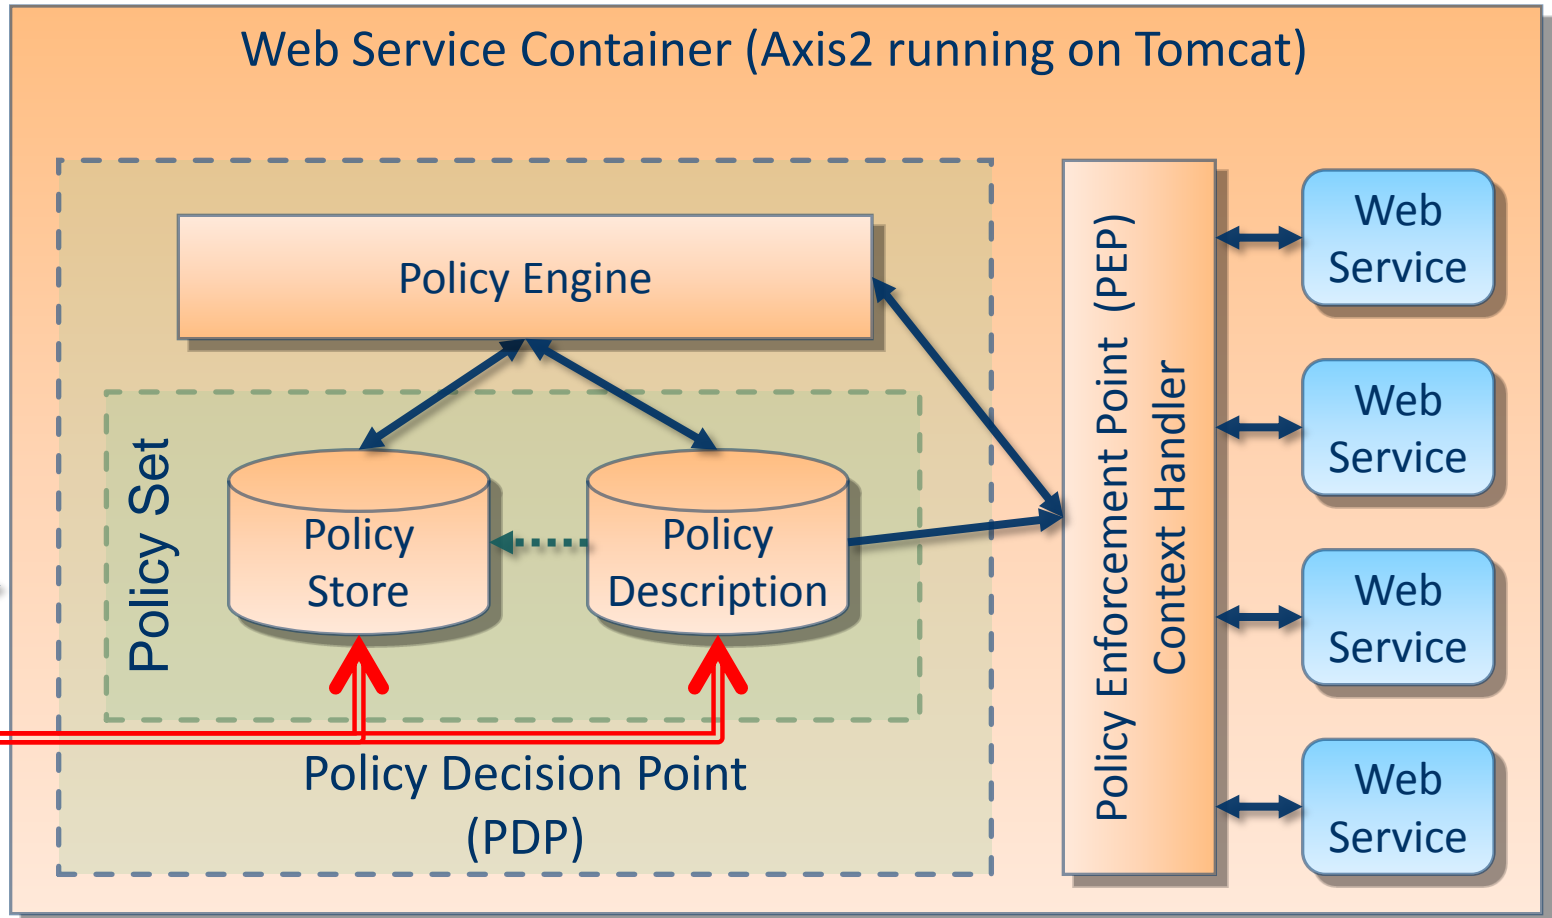 Web Service Container (Axis2 running on Tomcat)
Policy Engine
Policy Set
Policy
Store
Policy
Description
Policy Decision Point
(PDP)
Policy Enforcement Point  (PEP)
Context Handler
Web
Service
Web
Service
Web
Service
Web
Service